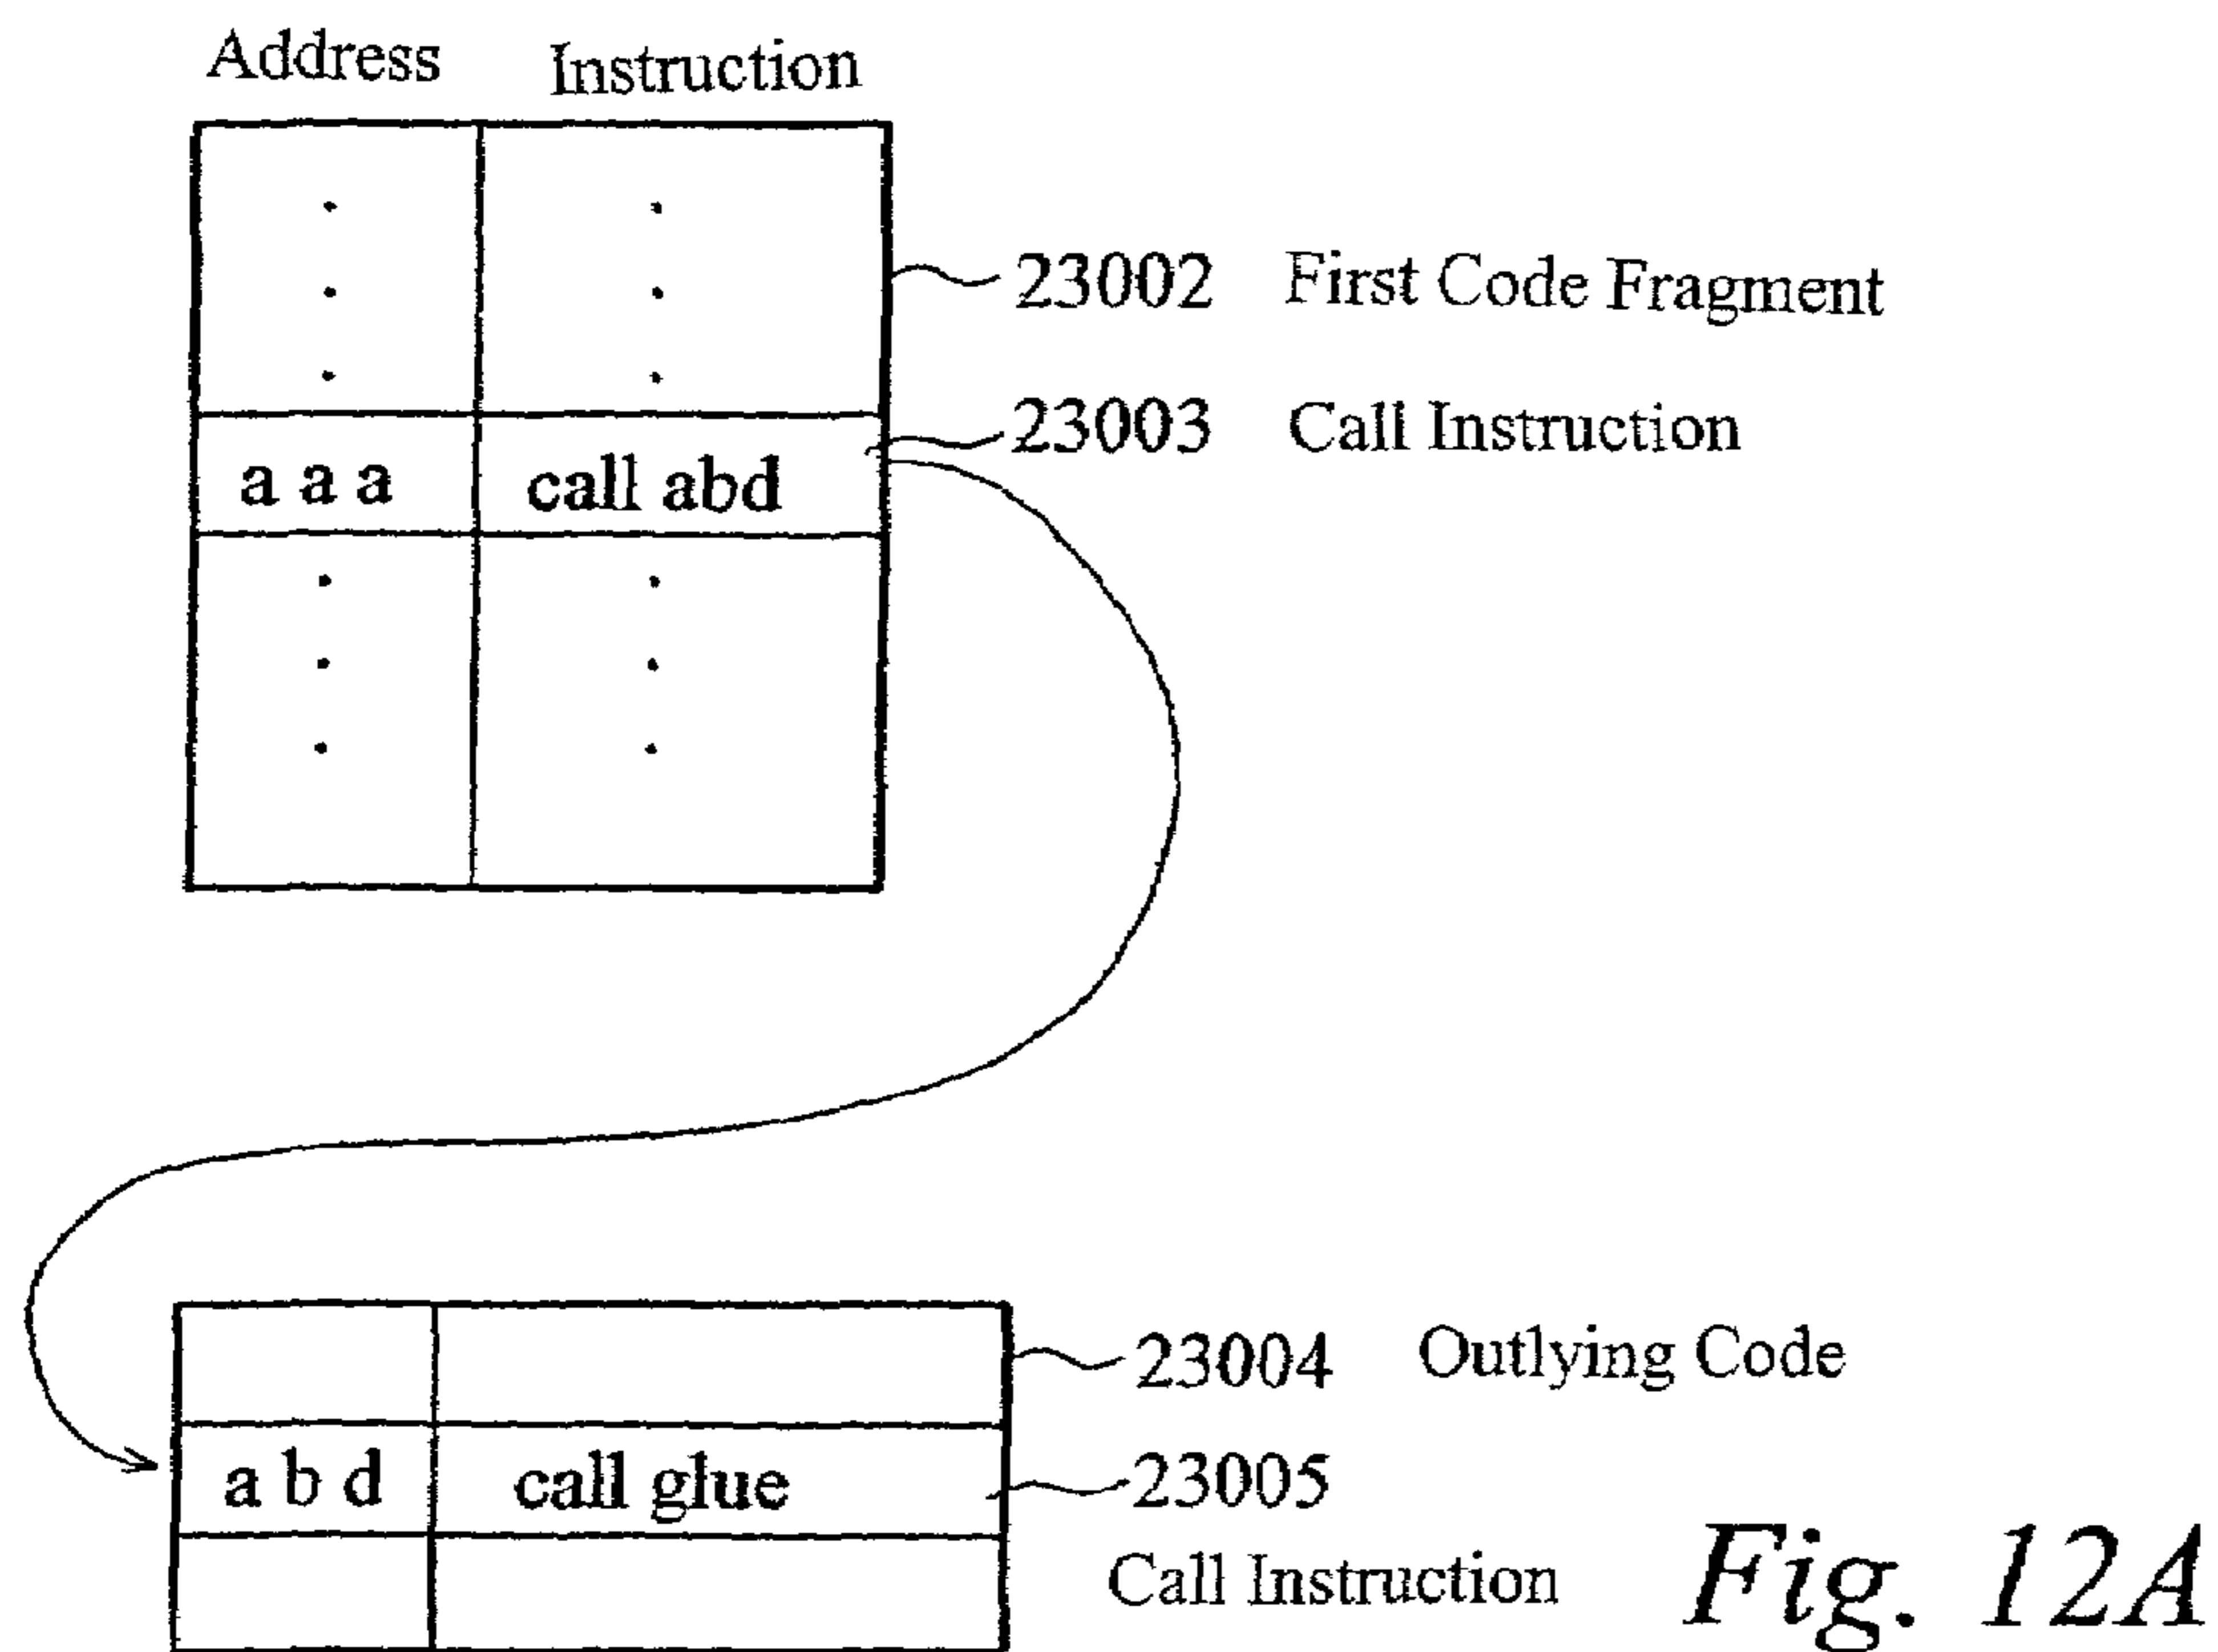 Address Instruction
23002 First Code Fragment
23003 Call Instruction
a a a call abd
23004 Outlying Code
a b d call glue 23005
Call Instruction
Fig. 12A